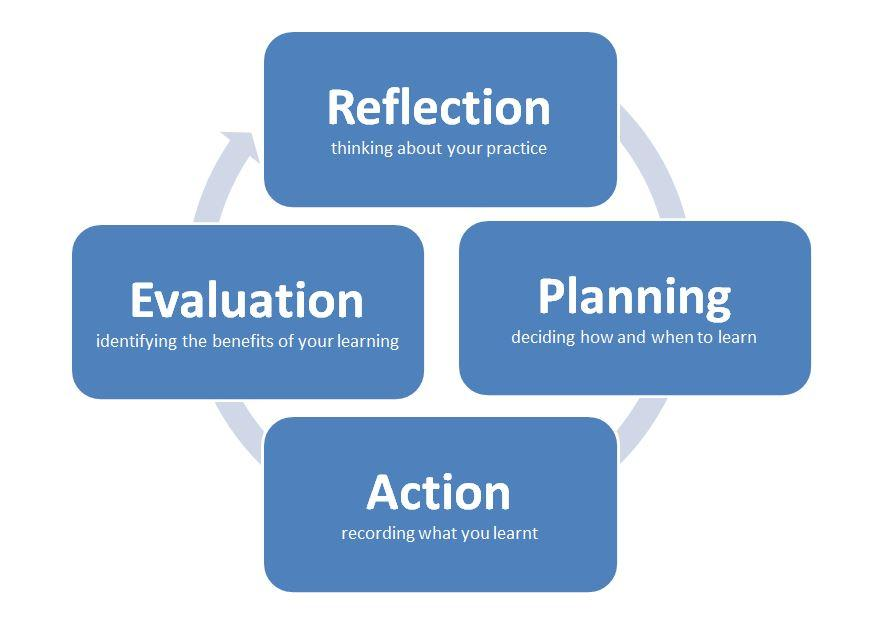 Reflection
thinking about your practice
Planning
deciding how and when to learn
Action
recording what you learnt
Evaluation
identifying the benefits of your learning